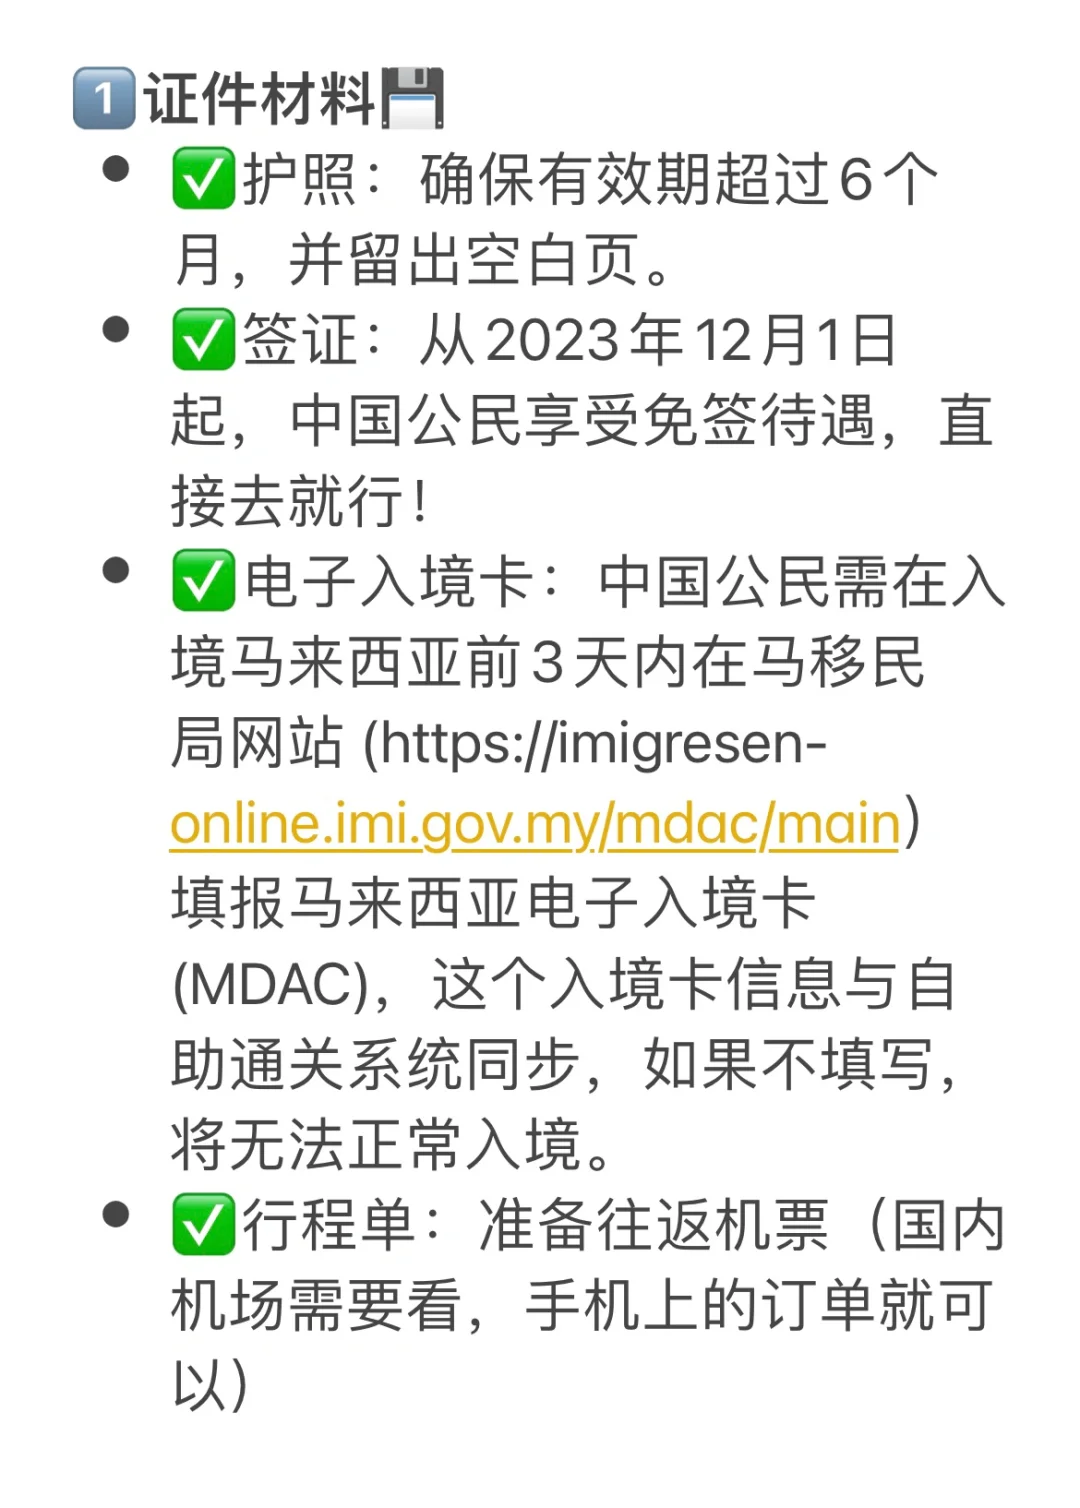 1️⃣证件材料💾
• ✅护照：确保有效期超过6个
月，并留出空白页。
• ✅签证：从2023年12月1日
起，中国公民享受免签待遇，直
接去就行！
• ✅电子入境卡：中国公民需在入
境马来西亚前3天内在马移民
局网站 (https://imigresen-
online.imi.gov.my/mdac/main)
填报马来西亚电子入境卡
(MDAC)，这个入境卡信息与自
助通关系统同步，如果不填写，
将无法正常入境。
• ✅行程单：准备往返机票（国内
机场需要看，手机上的订单就可
以）